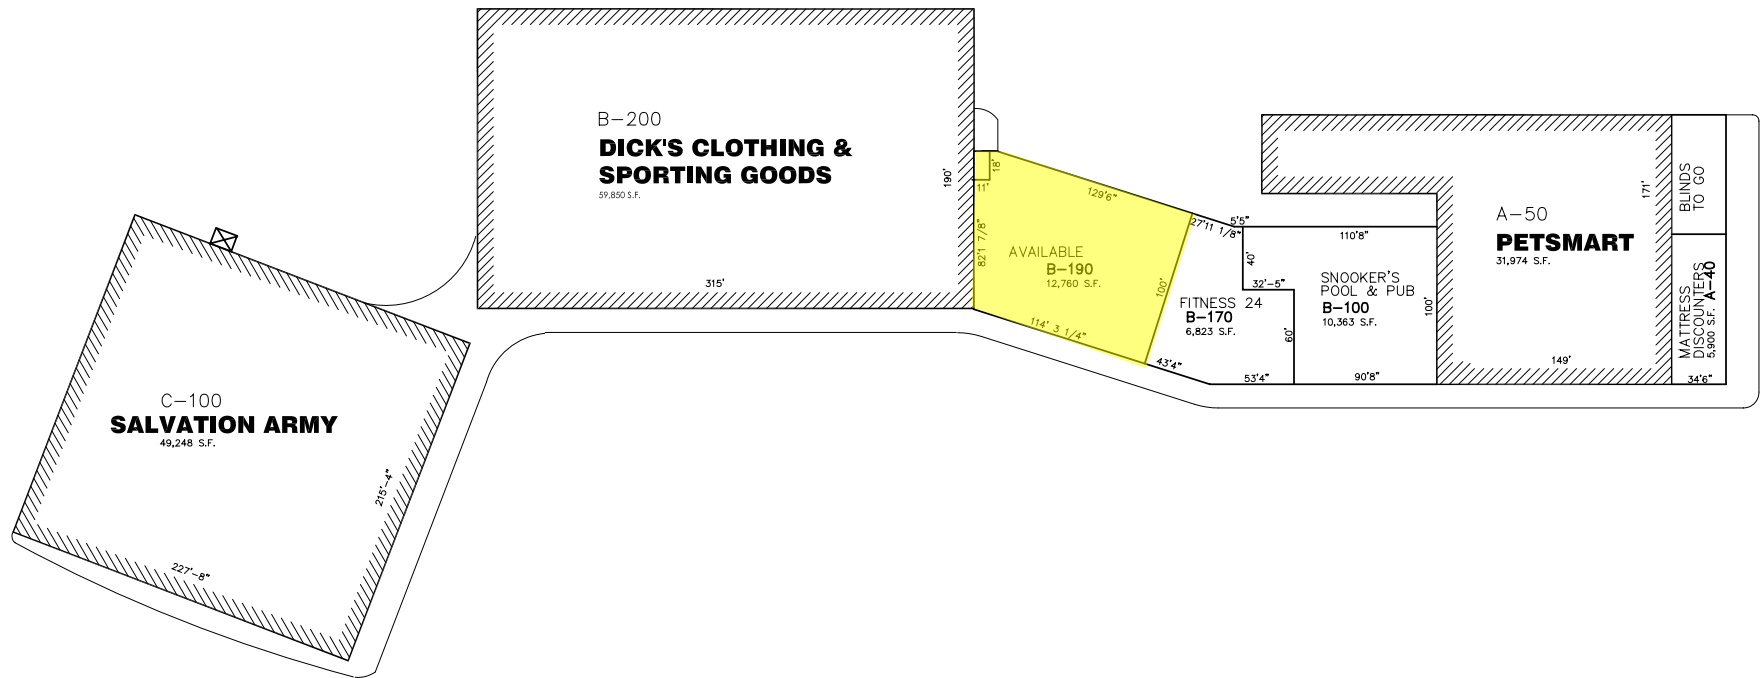 B-200
DICK'S CLOTHING &
SPORTING GOODS
59,850 S.F.
190'
315'
18'
11'
82'1 7/8"
129'6"
AVAILABLE
B-190
12,760 S.F.
100'
114' 3 1/4"
27'11 1/8"
5'5"
FITNESS 24
B-170
6,823 S.F.
43'4"
53'4"
40'
32'-5"
60'
110'8"
SNOOKER'S
POOL & PUB
B-100
10,363 S.F.
100'
90'8"
A-50
PETSMART
31,974 S.F.
171'
149'
BLINDS
TO GO
MATTRESS
DISCOUNTERS
5,900 S.F. A-40
34'6"
C-100
SALVATION ARMY
49,248 S.F.
215'-4"
227'-8"